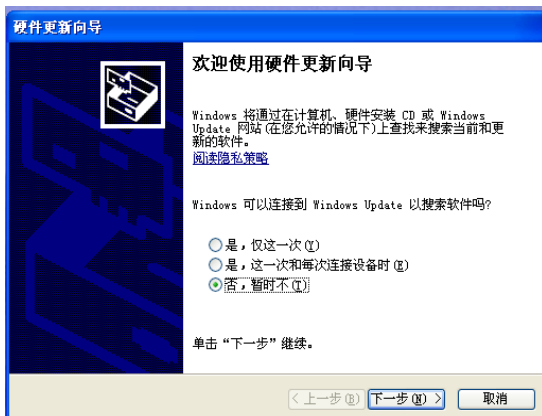 硬件更新向导
欢迎使用硬件更新向导
Windows 将通过在计算机、硬件安装 CD 或 Windows
Update 网站(在您允许的情况下)上查找来搜索当前和更
新的软件。
阅读隐私策略
Windows 可以连接到 Windows Update 以搜索软件吗?
是，仅这一次(Y)
是，这一次和每次连接设备时(E)
否，暂时不(T)
单击“下一步”继续。
< 上一步(B) 下一步(N) > 取消